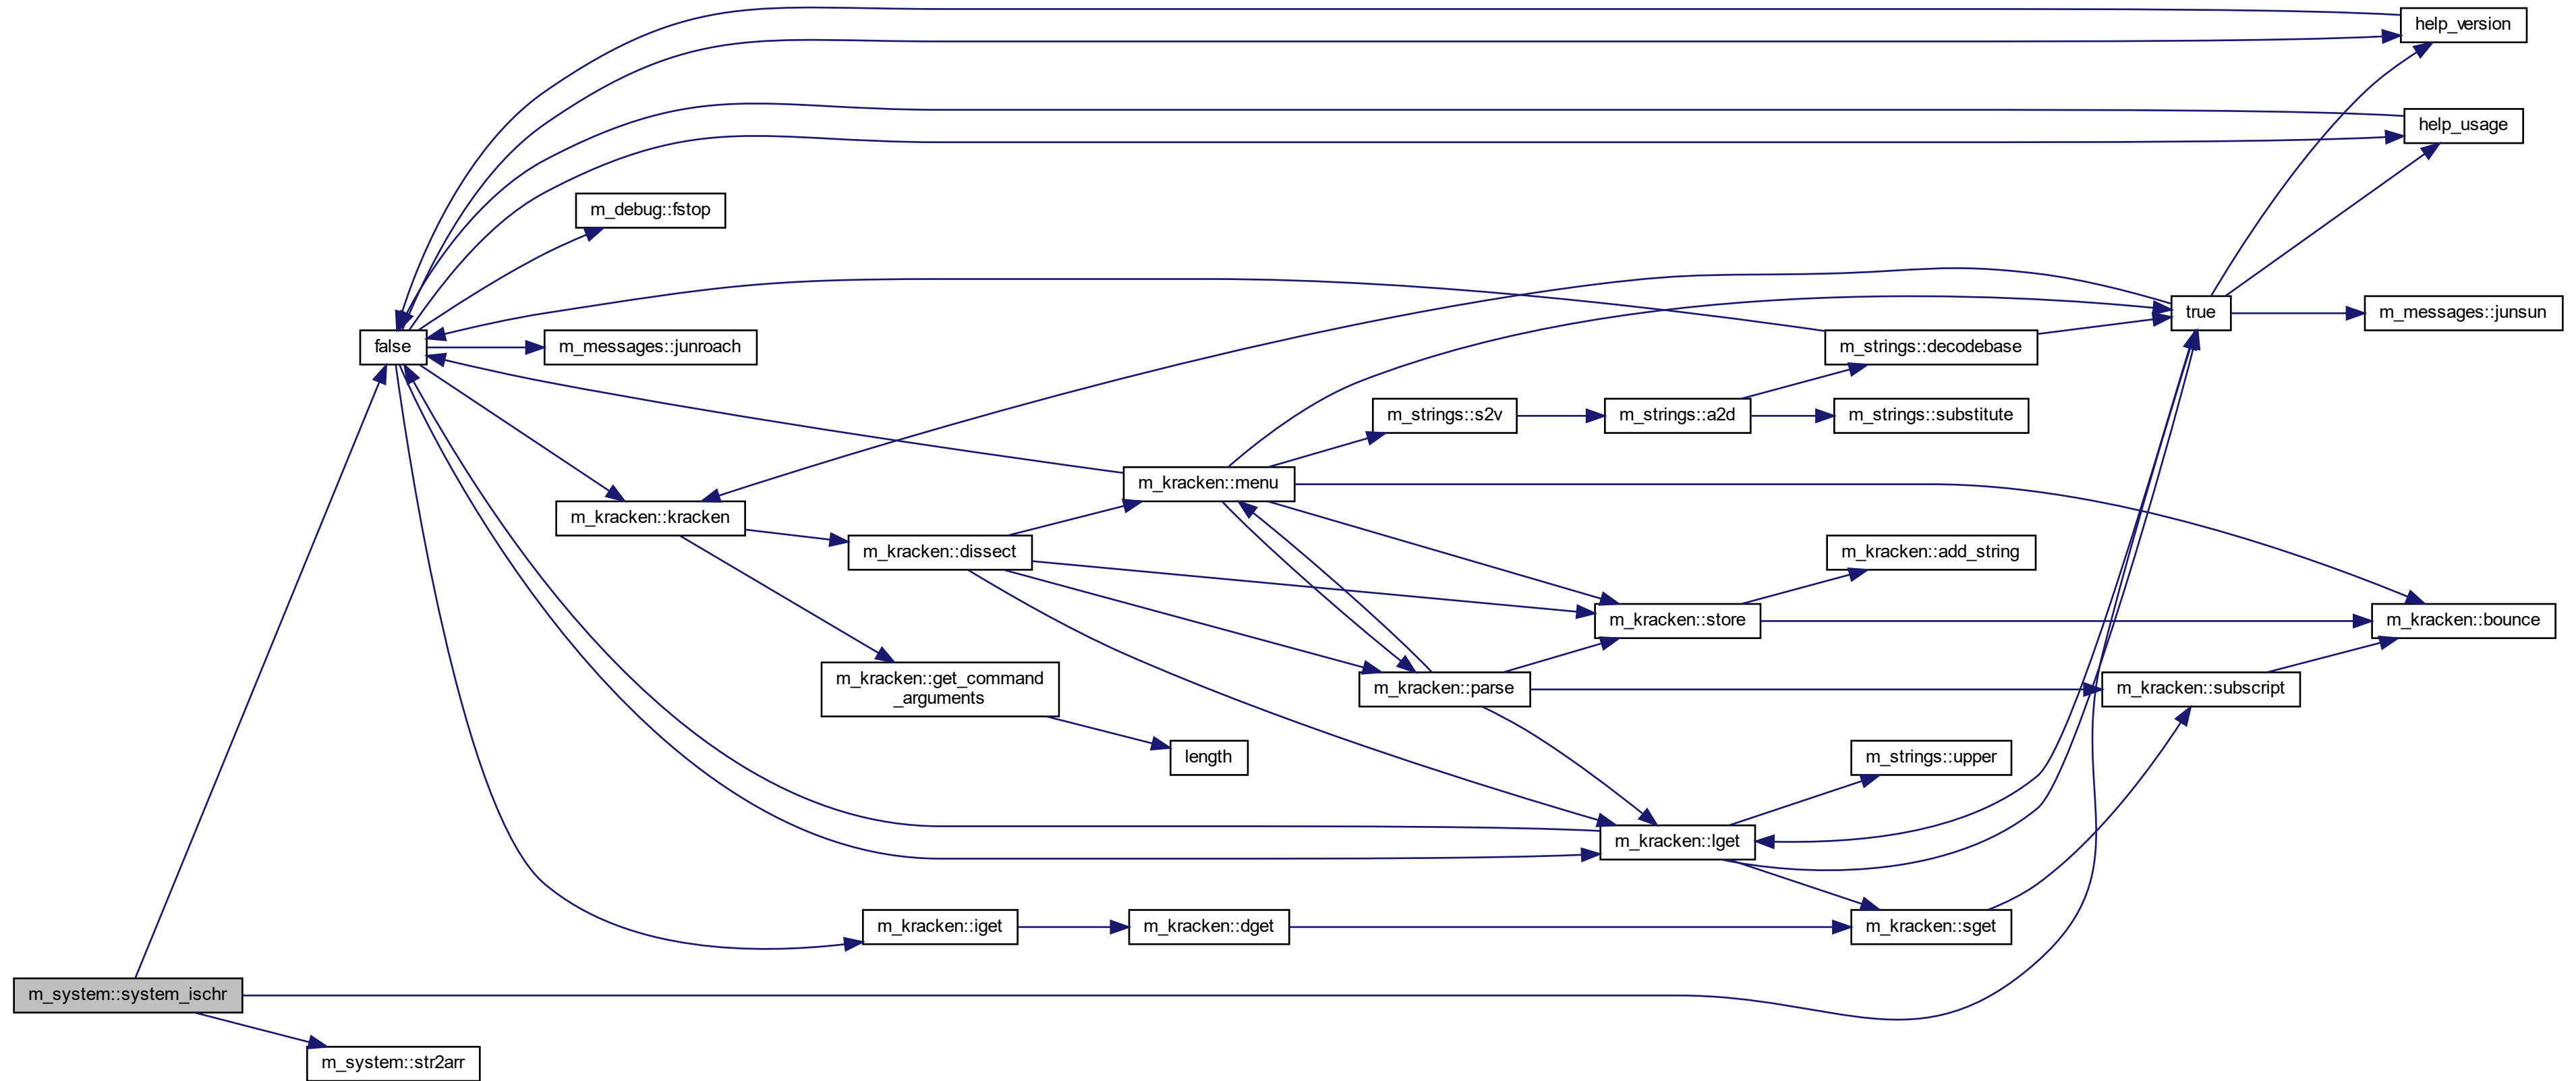 help_version
help_usage
m_debug::fstop
true
m_messages::junsun
false
m_messages::junroach
m_strings::decodebase
m_strings::s2v
m_strings::a2d
m_strings::substitute
m_kracken::menu
m_kracken::kracken
m_kracken::dissect
m_kracken::add_string
m_kracken::store
m_kracken::bounce
m_kracken::get_command
_arguments
m_kracken::parse
m_kracken::subscript
length
m_strings::upper
m_kracken::lget
m_kracken::iget
m_kracken::dget
m_kracken::sget
m_system::system_ischr
m_system::str2arr